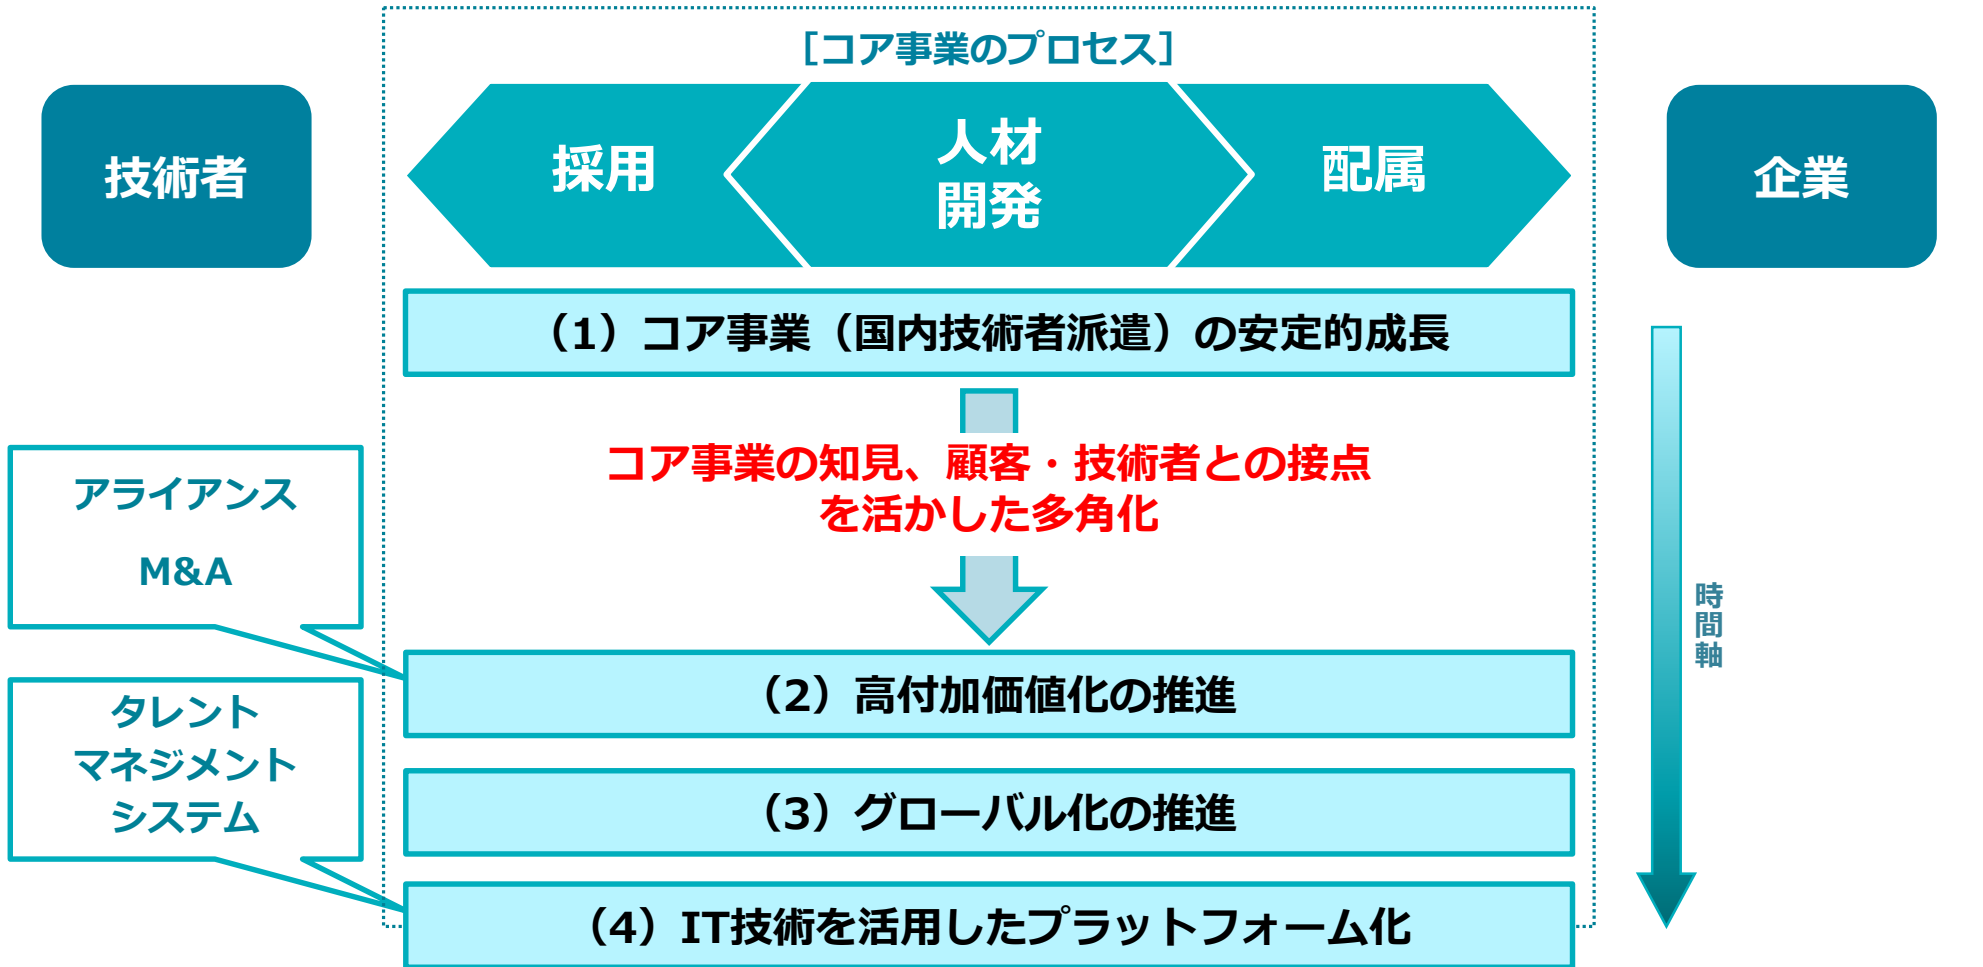 ［コア事業のプロセス］
技術者
採用
人材
開発
配属
企業
（1）コア事業（国内技術者派遣）の安定的成長
コア事業の知見、顧客・技術者との接点
を活かした多角化
アライアンス
M&A
（2）高付加価値化の推進
タレント
マネジメント
システム
（3）グローバル化の推進
（4）IT技術を活用したプラットフォーム化
時間軸